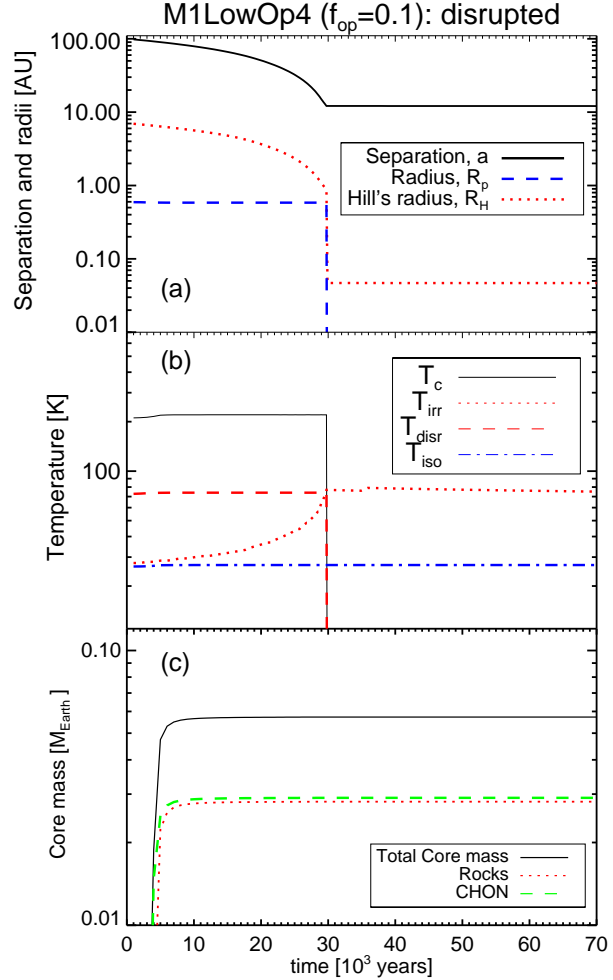 M1LowOp4 (f_op=0.1): disrupted
100.00
10.00
1.00
0.10
0.01
Separation and radii [AU]
Separation, a
Radius, R_p
Hill's radius, R_H
(a)
(b)
T_c
T_irr
T_disr
T_iso
100
Temperature [K]
(c)
0.10
0.01
Core mass [M_Earth]
Total Core mass
Rocks
CHON
0 10 20 30 40 50 60 70
time [10³ years]